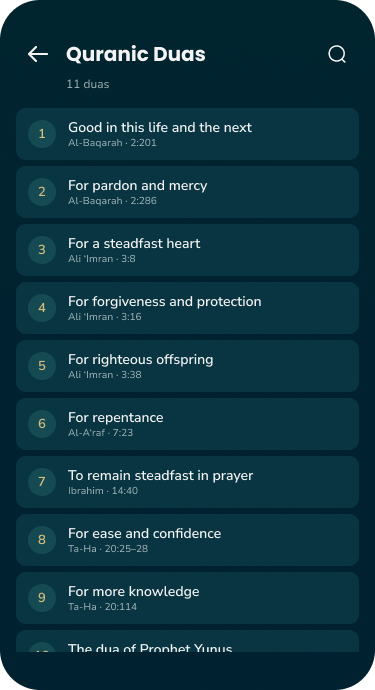 Quranic Duas
11 duas
1
Good in this life and the next
Al-Baqarah · 2:201
2
For pardon and mercy
Al-Baqarah · 2:286
3
For a steadfast heart
Ali 'Imran · 3:8
4
For forgiveness and protection
Ali 'Imran · 3:16
5
For righteous offspring
Ali 'Imran · 3:38
6
For repentance
Al-A'raf · 7:23
7
To remain steadfast in prayer
Ibrahim · 14:40
8
For ease and confidence
Ta-Ha · 20:25–28
9
For more knowledge
Ta-Ha · 20:114
The dua of Prophet Yunus